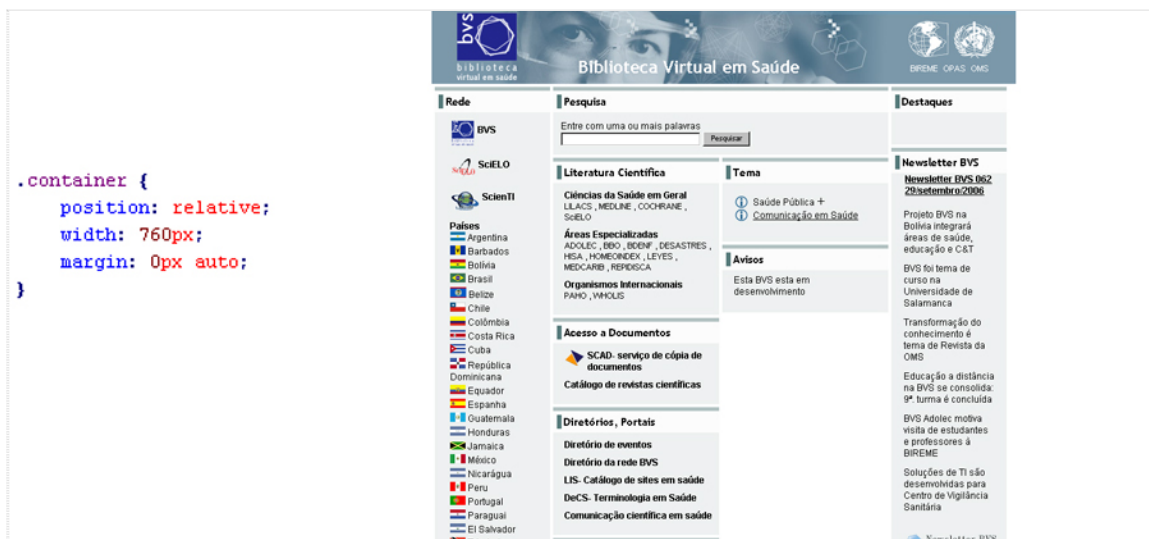 .container {
position: relative;
width: 760px;
margin: 0px auto;
}
bvs
biblioteca
virtual em saúde
Biblioteca Virtual em Saúde
BIREME OPAS OMS
Rede
BVS
SciELO
SciELO
ScienTI
Países
Argentina
Barbados
Bolívia
Brasil
Belize
Chile
Colômbia
Costa Rica
Cuba
República
Dominicana
Equador
Espanha
Guatemala
Honduras
Jamaica
México
Nicarágua
Peru
Portugal
Paraguai
El Salvador
Pesquisa
Entre com uma ou mais palavras
Pesquisar
Literatura Científica
Ciências da Saúde em Geral
LILACS , MEDLINE , COCHRANE ,
SciELO
Áreas Especializadas
ADOLEC , BBO , BDENF , DESASTRES ,
HISA , HOMEOINDEX , LEYES ,
MEDCARIB , REPIDISCA
Organismos Internacionais
PAHO , WHOLIS
Acesso a Documentos
SCAD- serviço de cópia de
documentos
Catálogo de revistas científicas
Diretórios, Portais
Diretório de eventos
Diretório da rede BVS
LIS- Catálogo de sites em saúde
DeCS- Terminologia em Saúde
Comunicação científica em saúde
Tema
Saúde Pública +
Comunicação em Saúde
Avisos
Esta BVS esta em
desenvolvimento
Destaques
Newsletter BVS
Newsletter BVS 062
29/setembro/2006
Projeto BVS na
Bolívia integrará
áreas de saúde,
educação e C&T
BVS foi tema de
curso na
Universidade de
Salamanca
Transformação do
conhecimento é
tema de Revista da
OMS
Educação a distância
na BVS se consolida:
9ª. turma é concluída
BVS Adolec motiva
visita de estudantes
e professores á
BIREME
Soluções de TI são
desenvolvidas para
Centro de Vigilância
Sanitária
Newsletter BVS